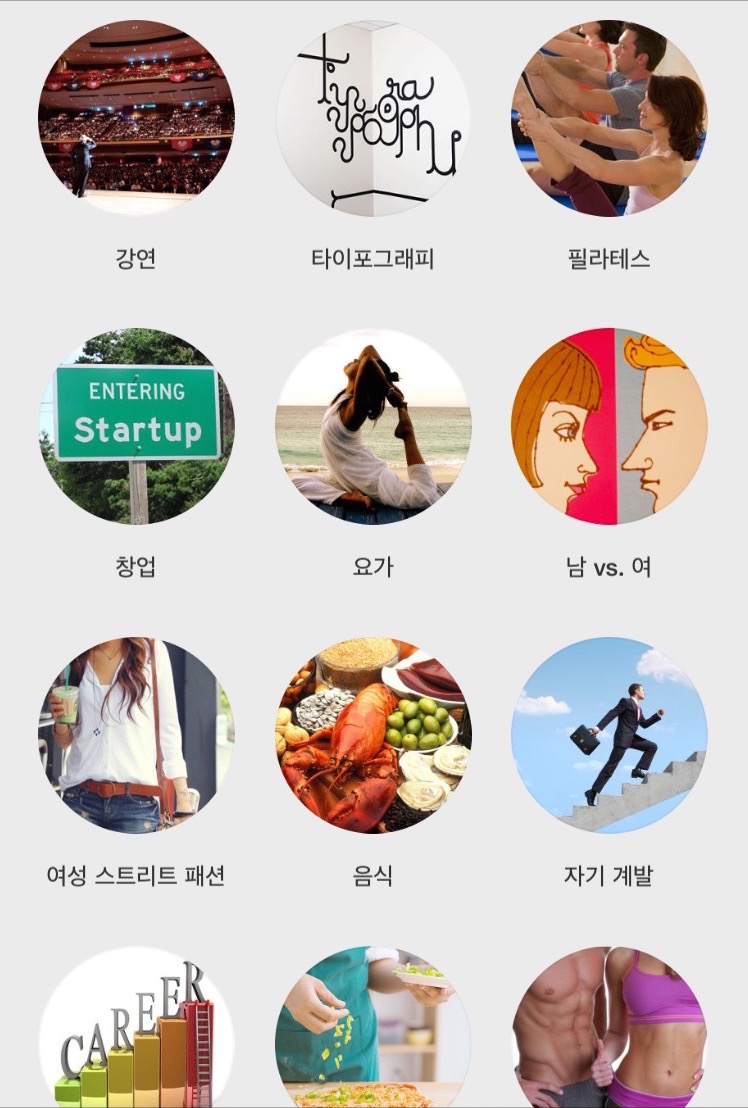 typography
강연
타이포그래피
필라테스
ENTERING
Startup
창업
요가
남 vs. 여
여성 스트리트 패션
음식
자기 계발
CAREER